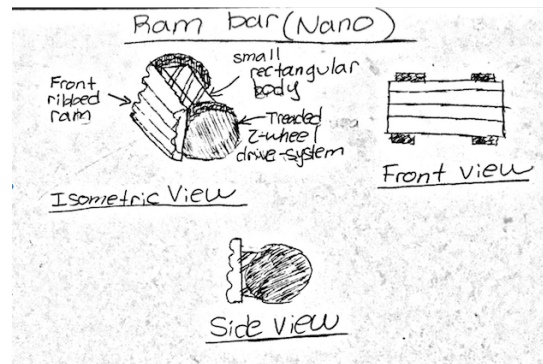 Ram bar (Nano)
small
rectangular
body
Front
ribbed
ram
Treaded
2-wheel
drive-system
Front view
Isometric View
Side view